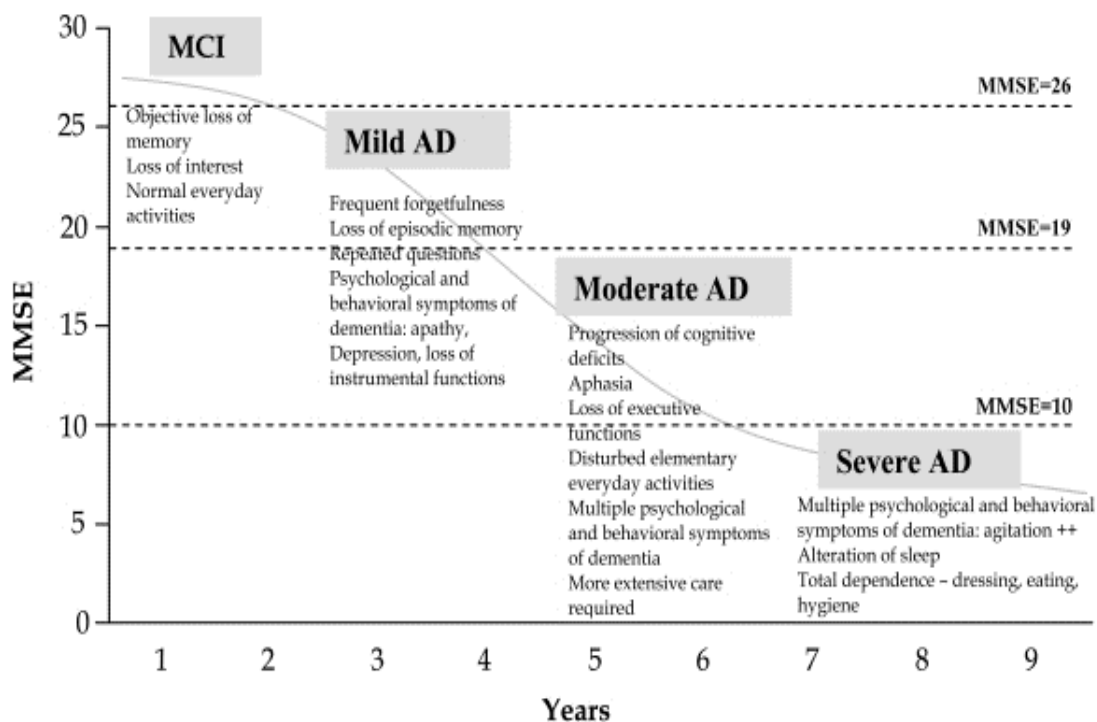 30
MCI
MMSE=26
25
Objective loss of
memory
Loss of interest
Normal everyday
activities
Mild AD
Frequent forgetfulness
Loss of episodic memory
Repeated questions
Psychological and
behavioral symptoms of
dementia: apathy,
Depression, loss of
instrumental functions
20
MMSE=19
Moderate AD
Progression of cognitive
deficits
Aphasia
Loss of executive
functions
Disturbed elementary
everyday activities
Multiple psychological
and behavioral symptoms
of dementia
More extensive care
required
15
MMSE
10
MMSE=10
Severe AD
Multiple psychological and behavioral
symptoms of dementia: agitation ++
Alteration of sleep
Total dependence – dressing, eating,
hygiene
5
0
1 2 3 4 5 6 7 8 9
Years